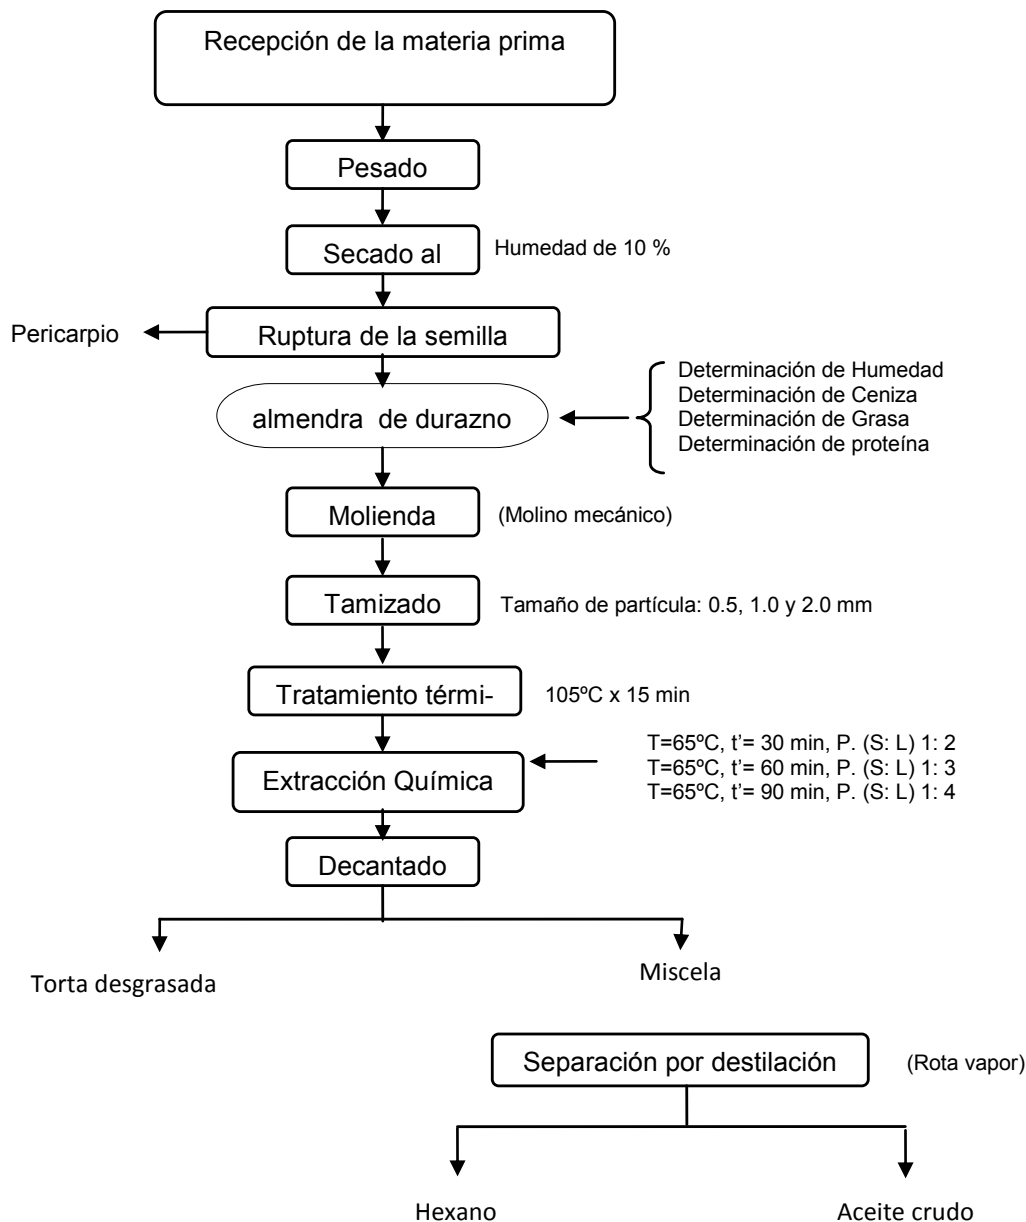 Recepción de la materia prima
Pesado
Secado al
Humedad de 10 %
Pericarpio
Ruptura de la semilla
almendra de durazno
Determinación de Humedad
Determinación de Ceniza
Determinación de Grasa
Determinación de proteína
Molienda
(Molino mecánico)
Tamizado
Tamaño de partícula: 0.5, 1.0 y 2.0 mm
Tratamiento térmi-
105ºC x 15 min
Extracción Química
T=65ºC, t’= 30 min, P. (S: L) 1: 2
T=65ºC, t’= 60 min, P. (S: L) 1: 3
T=65ºC, t’= 90 min, P. (S: L) 1: 4
Decantado
Torta desgrasada
Miscela
Separación por destilación
(Rota vapor)
Hexano
Aceite crudo